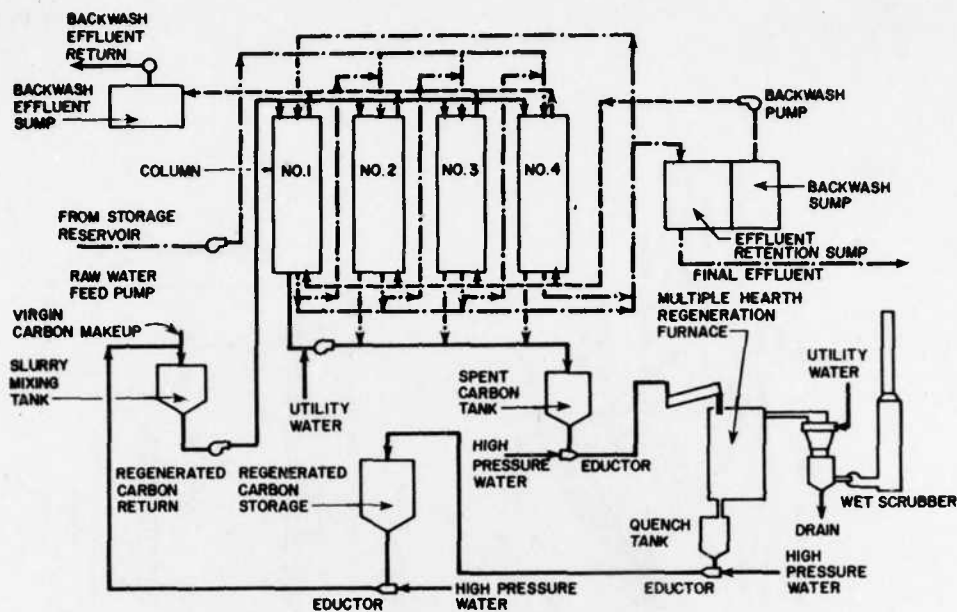 BACKWASH
EFFLUENT
RETURN
BACKWASH
EFFLUENT
SUMP
COLUMN
NO.1
NO.2
NO.3
NO.4
BACKWASH
PUMP
BACKWASH
SUMP
EFFLUENT
RETENTION SUMP
FINAL EFFLUENT
FROM STORAGE
RESERVOIR
RAW WATER
FEED PUMP
VIRGIN
CARBON MAKEUP
SLURRY
MIXING
TANK
REGENERATED
CARBON
RETURN
UTILITY
WATER
REGENERATED
CARBON
STORAGE
SPENT
CARBON
TANK
HIGH
PRESSURE
WATER
EDUCTOR
MULTIPLE HEARTH
REGENERATION
FURNACE
UTILITY
WATER
WET SCRUBBER
DRAIN
QUENCH
TANK
HIGH
PRESSURE
WATER
EDUCTOR
HIGH PRESSURE
WATER
EDUCTOR